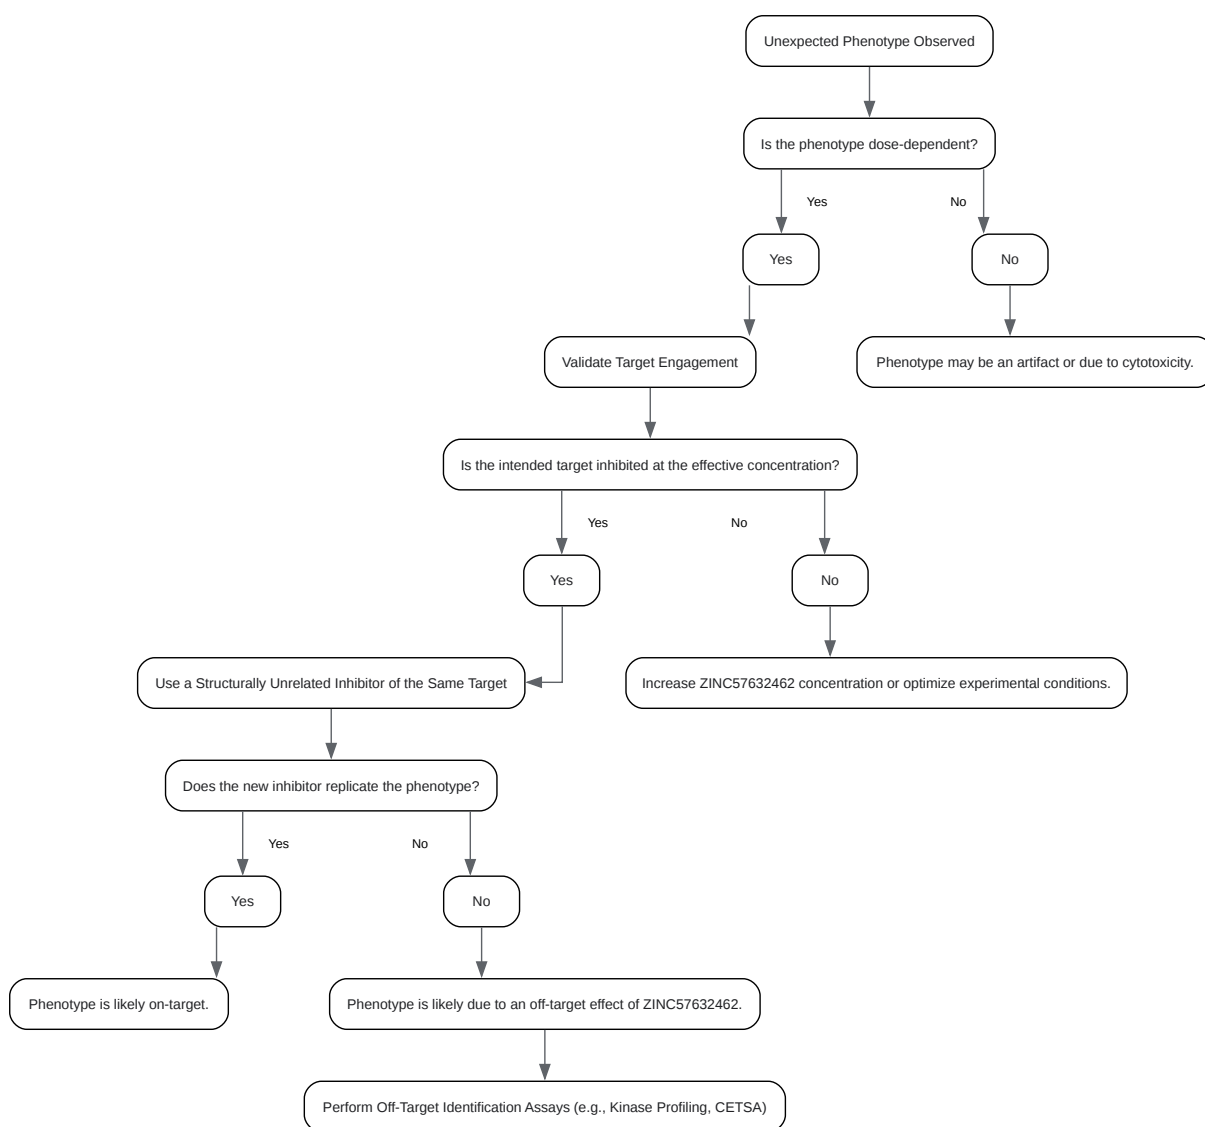 Unexpected Phenotype Observed
Is the phenotype dose-dependent?
Yes
No
Yes
No
Validate Target Engagement
Phenotype may be an artifact or due to cytotoxicity.
Is the intended target inhibited at the effective concentration?
Yes
No
Yes
No
Use a Structurally Unrelated Inhibitor of the Same Target
Increase ZINC57632462 concentration or optimize experimental conditions.
Does the new inhibitor replicate the phenotype?
Yes
No
Yes
No
Phenotype is likely on-target.
Phenotype is likely due to an off-target effect of ZINC57632462.
Perform Off-Target Identification Assays (e.g., Kinase Profiling, CETSA)